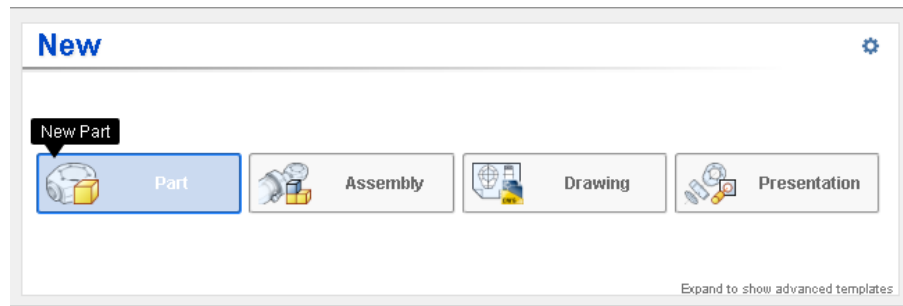 New
New Part
Part
Assembly
Drawing
Presentation
Expand to show advanced templates